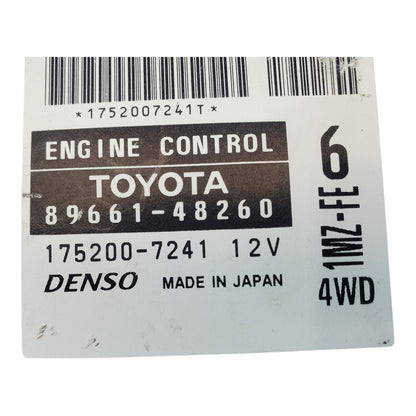 *1752007241T*
ENGINE CONTROL
TOYOTA
89661-48260
175200-7241 12V
DENSO MADE IN JAPAN
6
1MZ-FE
4WD